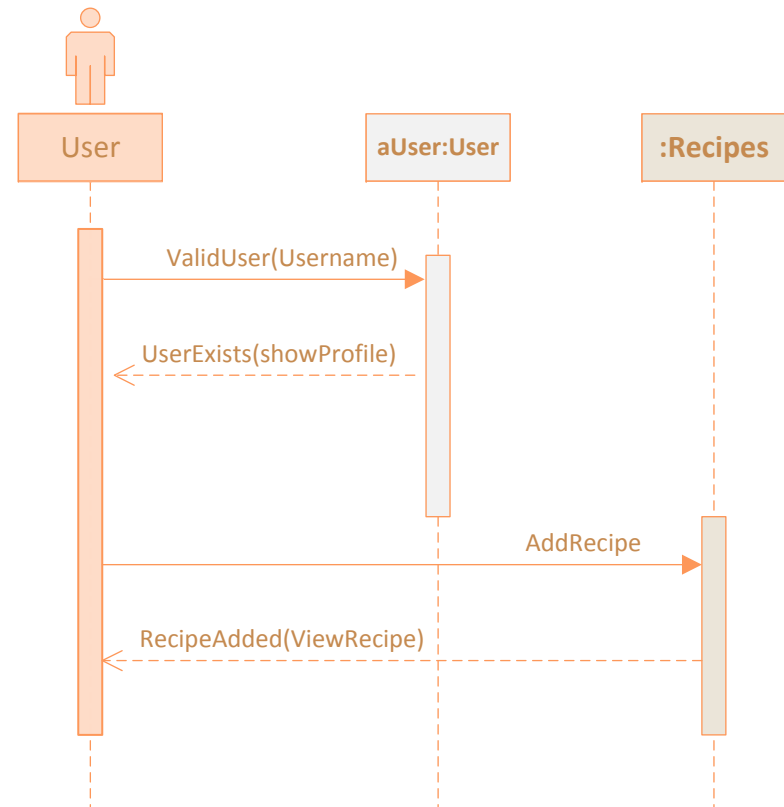 User
aUser:User
:Recipes
ValidUser(Username)
UserExists(showProfile)
AddRecipe
RecipeAdded(ViewRecipe)